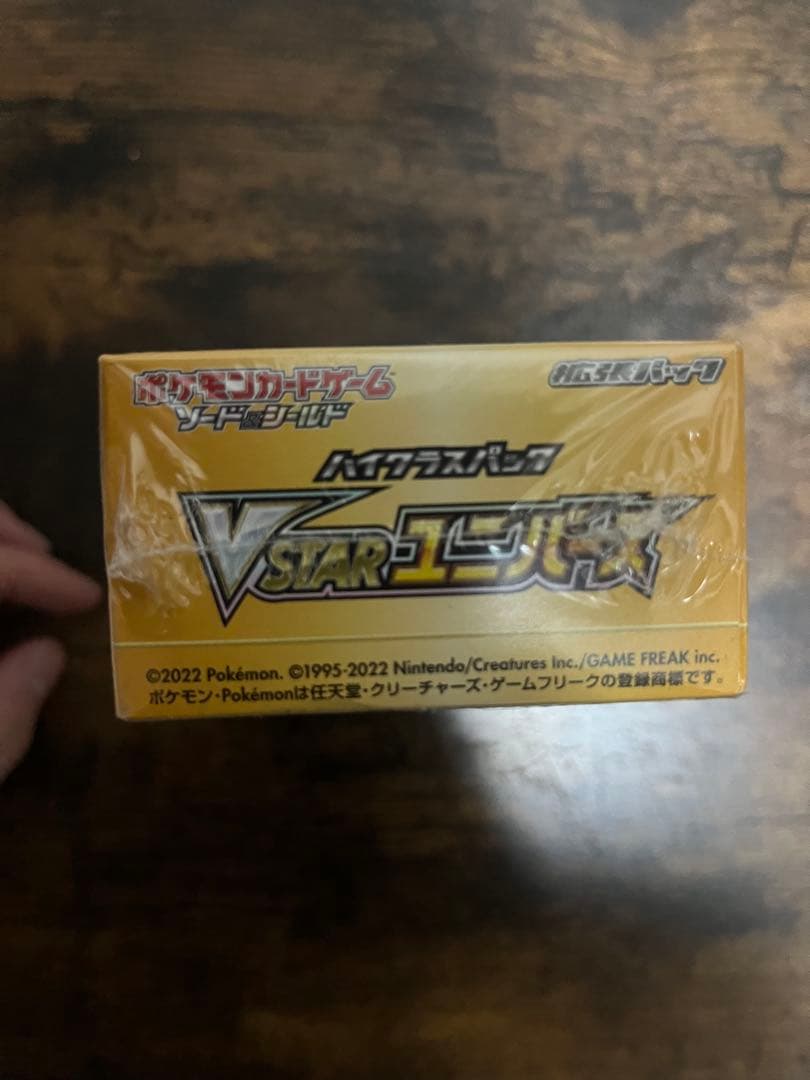 ポケモンカードゲーム
ソード&シールド
拡張パック
ハイクラスパック
VSTARユニバース
©2022 Pokémon. ©1995-2022 Nintendo/Creatures Inc./GAME FREAK inc.
ポケモン・Pokémonは任天堂・クリーチャーズ・ゲームフリークの登録商標です。